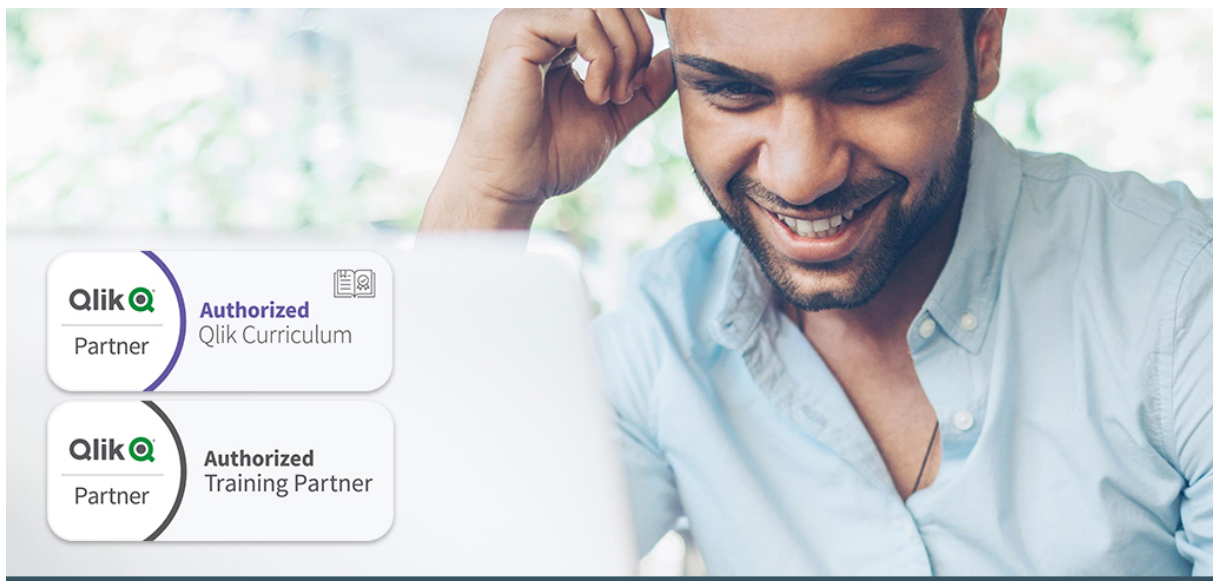 Qlik
Partner
Authorized
Qlik Curriculum
Qlik
Partner
Authorized
Training Partner